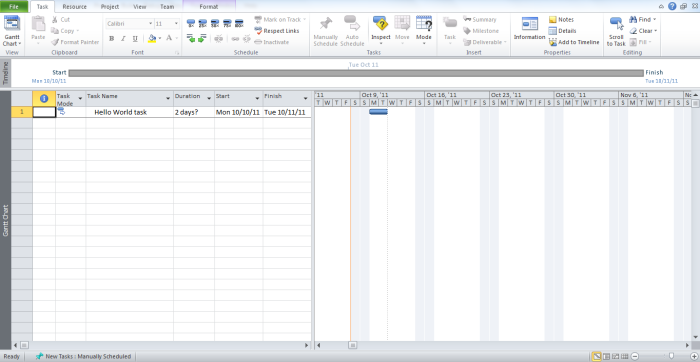 File Task Resource Project View Team Format
Gantt Chart
View
Paste
Cut
Copy
Format Painter
Clipboard
Calibri 11
B I U A
Font
0% 25% 50% 75% 100%
Mark on Track
Respect Links
Inactivate
Schedule
Manually Schedule
Auto Schedule
Inspect
Move
Mode
Tasks
Task
Summary
Milestone
Deliverable
Insert
Information
Notes
Details
Add to Timeline
Properties
Scroll to Task
Find
Clear
Fill
Editing
Timeline
Tue Oct 11
Start
Mon 10/10/11
Finish
Tue 10/11/11
Task Mode
Task Name
Duration
Start
Finish
'11 Oct 9, '11 Oct 16, '11 Oct 23, '11 Oct 30, '11 Nov 6, '11
T W T F S S M T W T F S S M T W T F S S M T W T F S S M T W T F S S M T W T F S
1 Hello World task 2 days? Mon 10/10/11 Tue 10/11/11
Gantt Chart
Ready New Tasks : Manually Scheduled